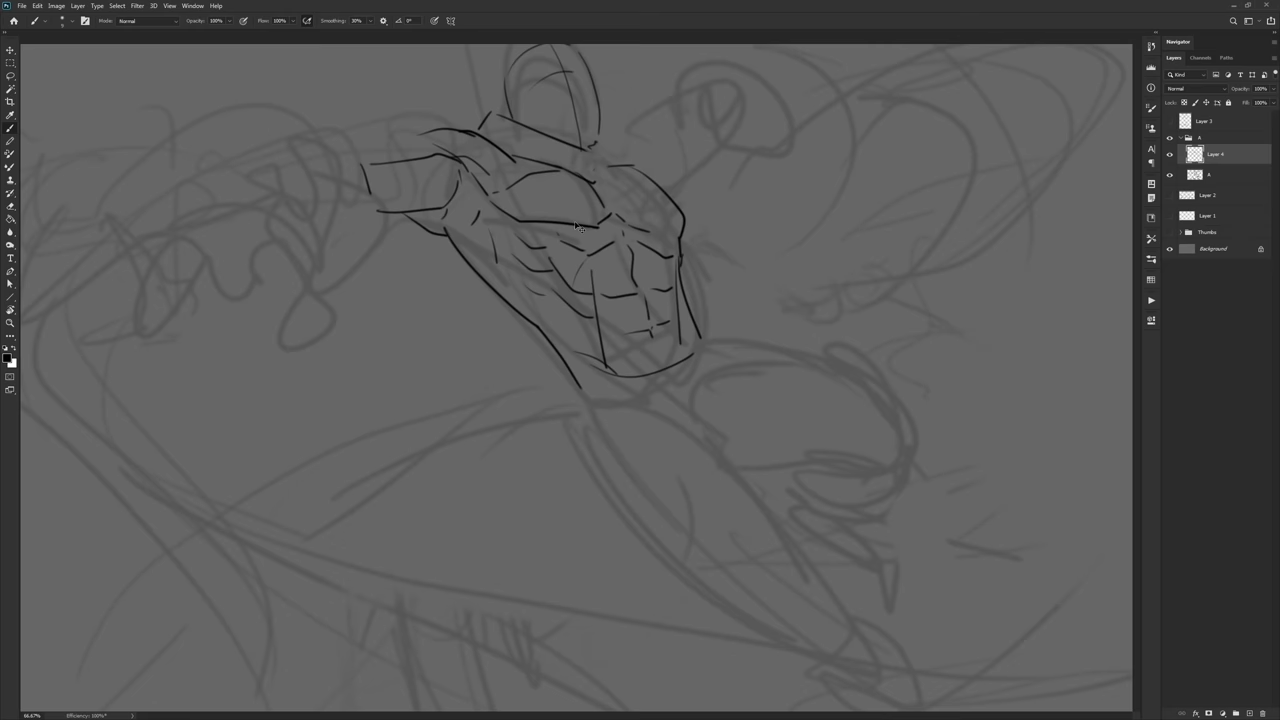 File Edit Image Layer Type Select Filter 3D View Window Help
Mode: Normal Opacity: 100% Flow: 100% Smoothing: 30% 0°
Navigator
Layers Channels Paths
Kind
Normal Opacity: 100%
Lock: Fill: 100%
Layer 3
A
Layer 4
A
Layer 2
Layer 1
Thumbs
Background
66.67% Efficiency: 100%*